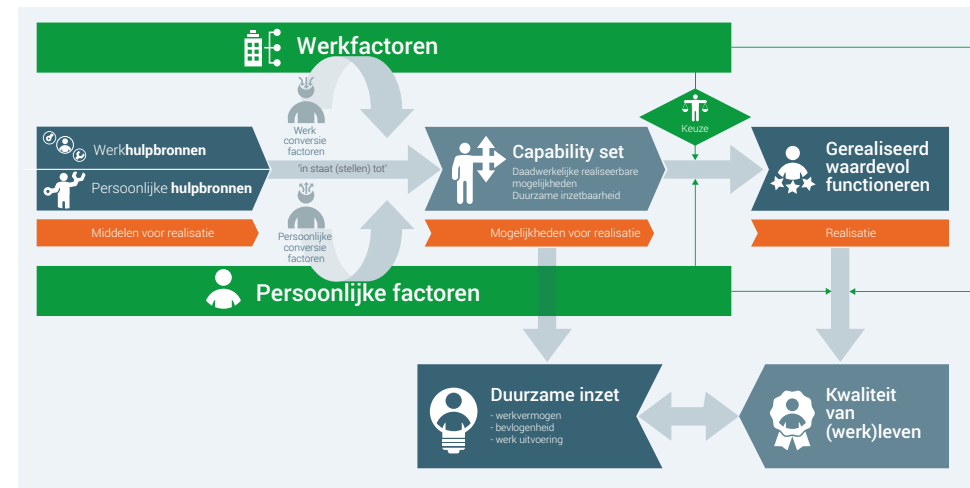 Werkfactoren
Werk
conversie
factoren
Keuze
Werkhulpbronnen
Persoonlijke hulpbronnen
'in staat (stellen) tot'
Capability set
Daadwerkelijke realiseerbare
mogelijkheden
Duurzame inzetbaarheid
Gerealiseerd
waardevol
functioneren
Persoonlijke
conversie
factoren
Middelen voor realisatie
Mogelijkheden voor realisatie
Realisatie
Persoonlijke factoren
Duurzame inzet
- werkvermogen
- bevlogenheid
- werk uitvoering
Kwaliteit
van
(werk)leven